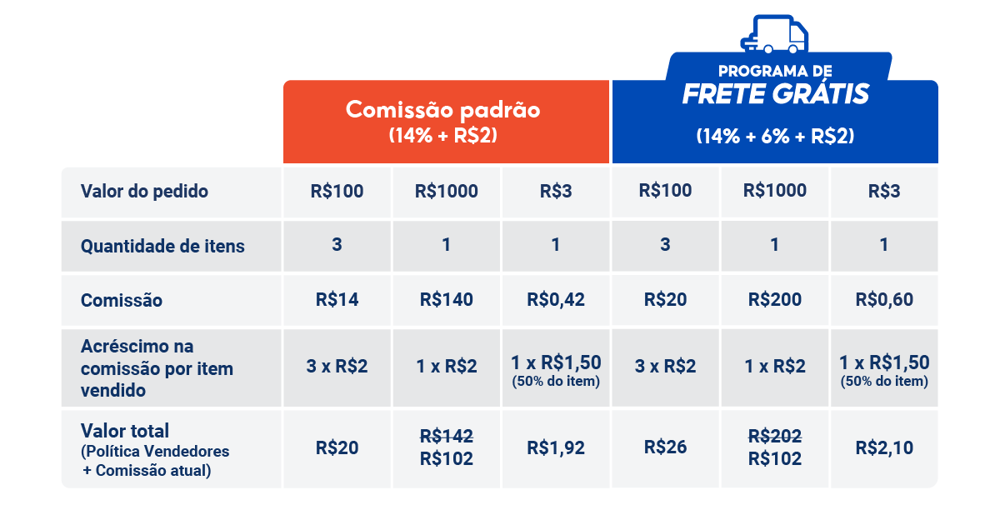 PROGRAMA DE
FRETE GRÁTIS
Comissão padrão
(14% + R$2)
(14% + 6% + R$2)
Valor do pedido R$100 R$1000 R$3 R$100 R$1000 R$3
Quantidade de itens 3 1 1 3 1 1
Comissão R$14 R$140 R$0,42 R$20 R$200 R$0,60
Acréscimo na
comissão por item
vendido
3 x R$2 1 x R$2 1 x R$1,50 3 x R$2 1 x R$2 1 x R$1,50
(50% do item) (50% do item)
Valor total
(Política Vendedores
+ Comissão atual)
R$20 R$142 R$102 R$1,92 R$26 R$202 R$102 R$2,10